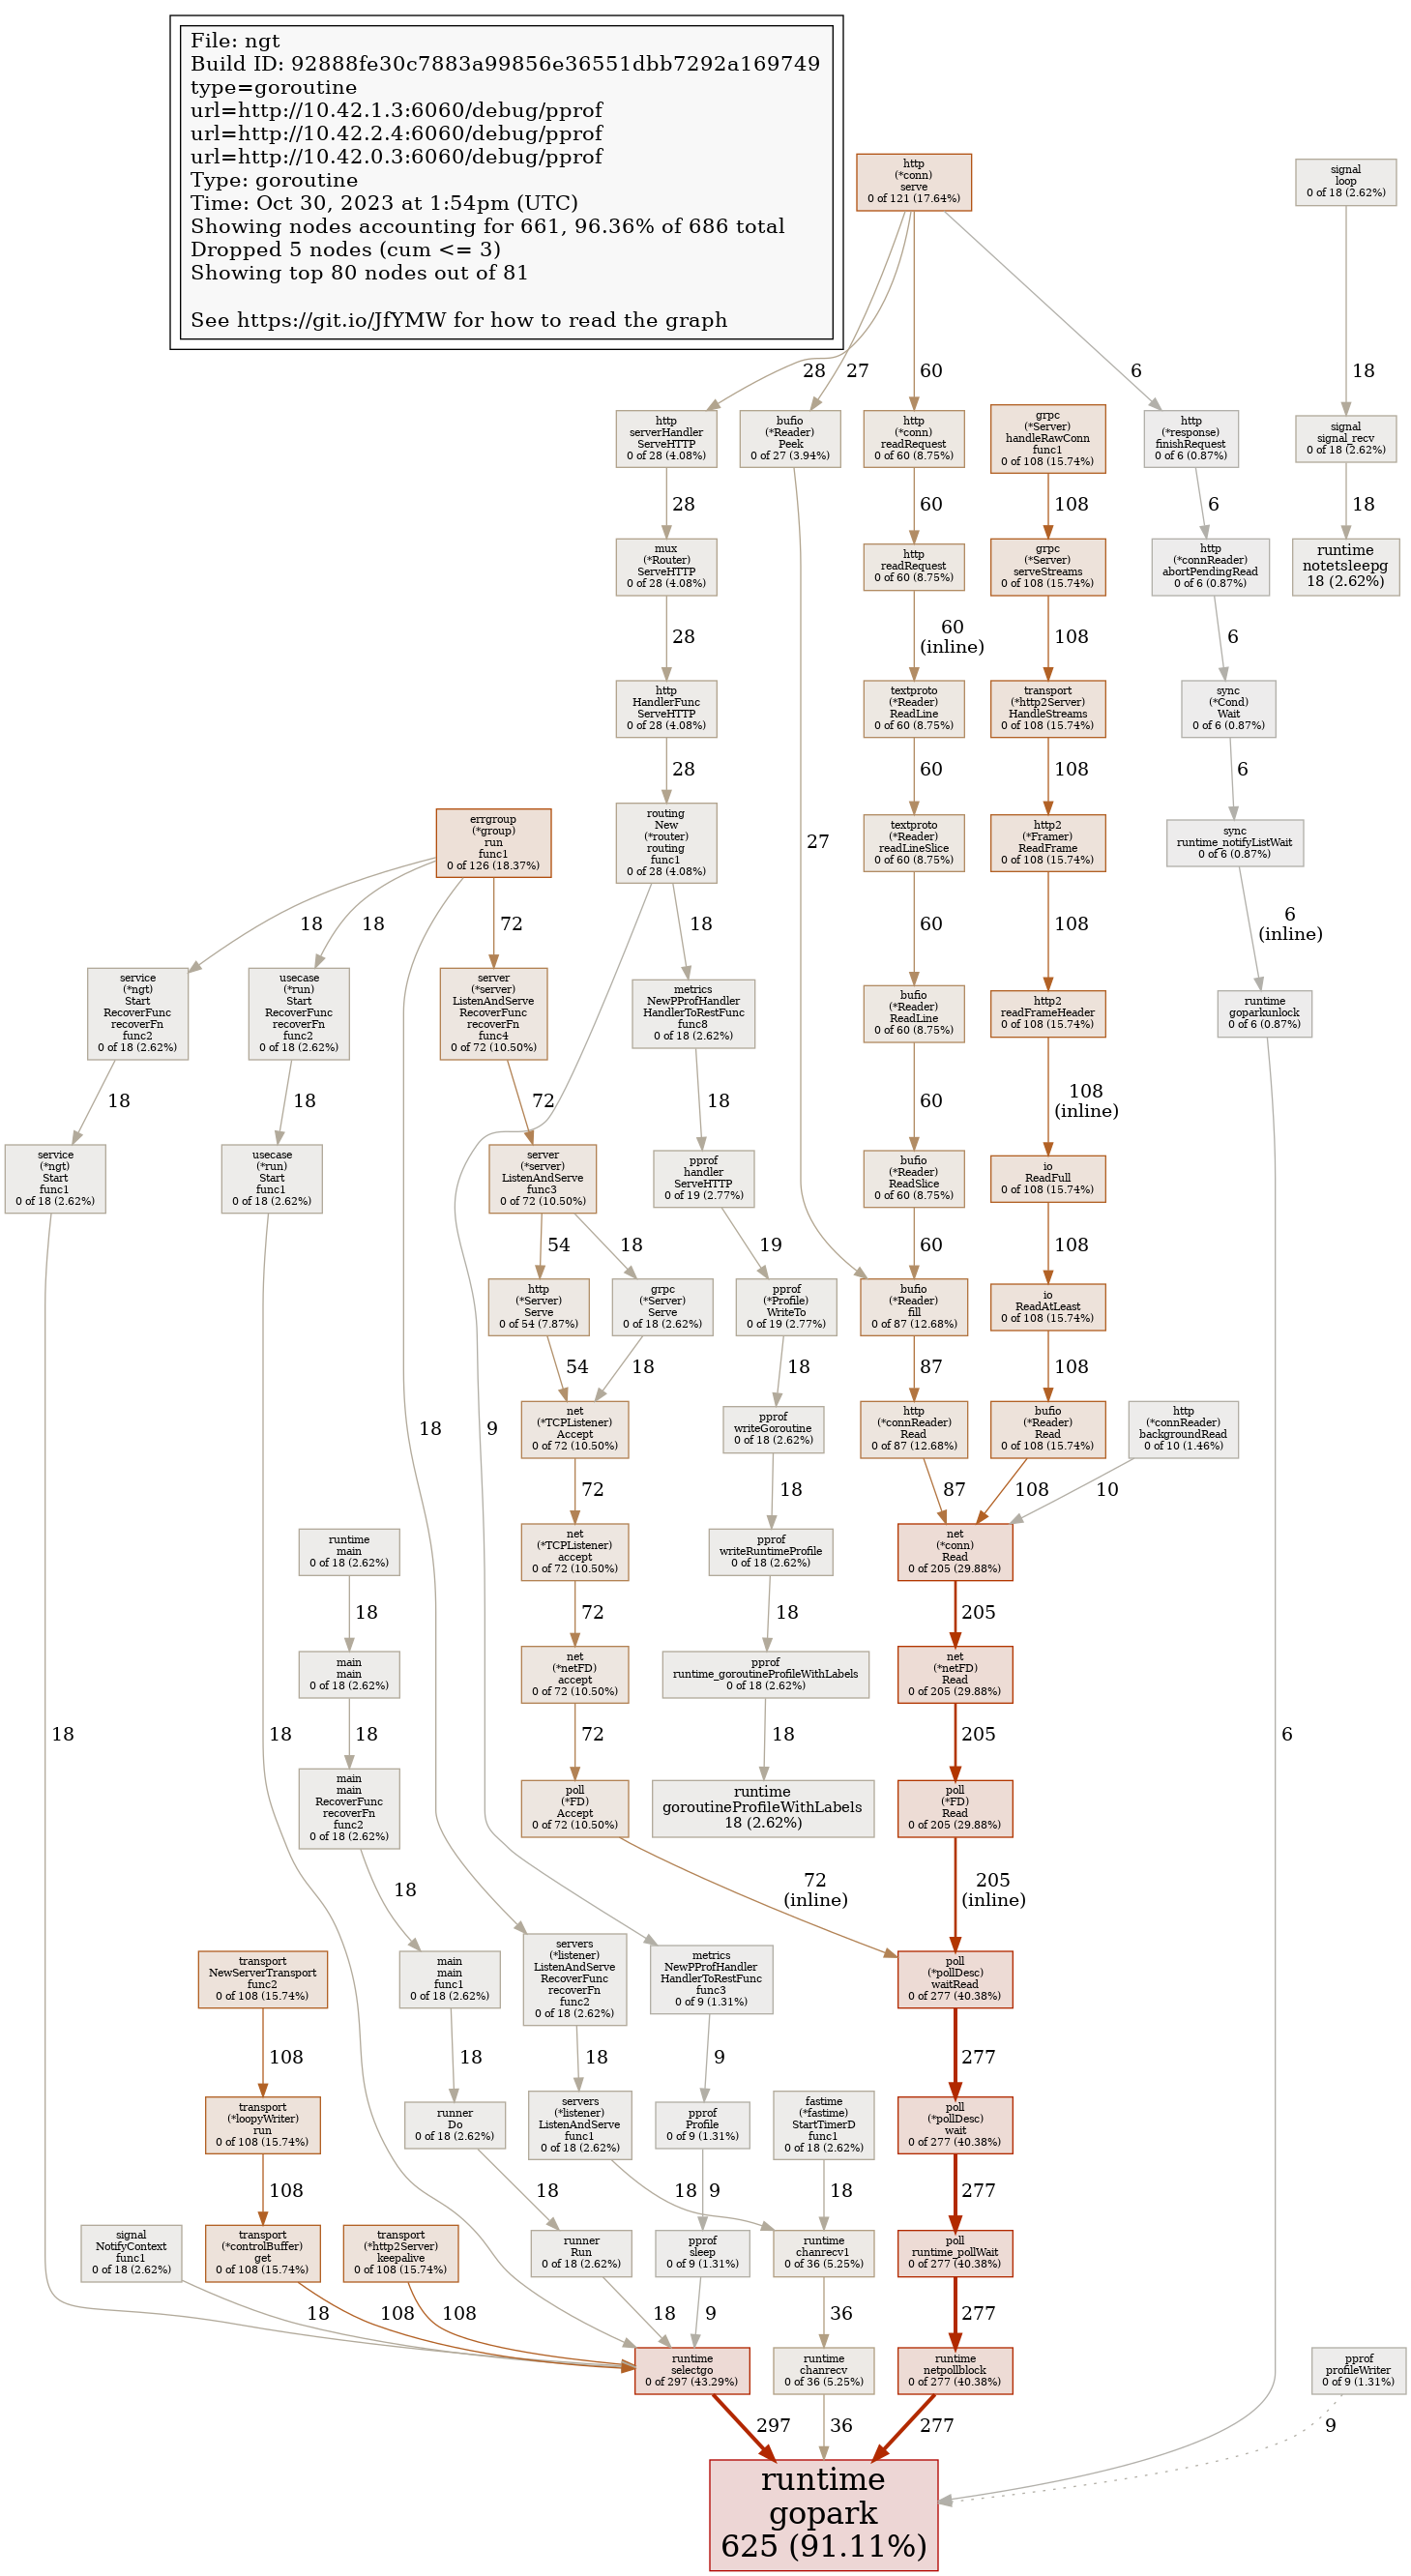 File: ngt
Build ID: 92888fe30c7883a99856e36551dbb7292a169749
type=goroutine
url=http://10.42.1.3:6060/debug/pprof
url=http://10.42.2.4:6060/debug/pprof
url=http://10.42.0.3:6060/debug/pprof
Type: goroutine
Time: Oct 30, 2023 at 1:54pm (UTC)
Showing nodes accounting for 661, 96.36% of 686 total
Dropped 5 nodes (cum <= 3)
Showing top 80 nodes out of 81
See https://git.io/JfYMW for how to read the graph
http
(*conn)
serve
0 of 121 (17.64%)
signal
loop
0 of 18 (2.62%)
28
27
60
6
18
http
serverHandler
ServeHTTP
0 of 28 (4.08%)
bufio
(*Reader)
Peek
0 of 27 (3.94%)
http
(*conn)
readRequest
0 of 60 (8.75%)
grpc
(*Server)
handleRawConn
func1
0 of 108 (15.74%)
http
(*response)
finishRequest
0 of 6 (0.87%)
signal
signal_recv
0 of 18 (2.62%)
28
60
108
6
18
mux
(*Router)
ServeHTTP
0 of 28 (4.08%)
http
readRequest
0 of 60 (8.75%)
grpc
(*Server)
serveStreams
0 of 108 (15.74%)
http
(*connReader)
abortPendingRead
0 of 6 (0.87%)
runtime
notetsleepg
18 (2.62%)
28
60
(inline)
108
6
http
HandlerFunc
ServeHTTP
0 of 28 (4.08%)
textproto
(*Reader)
ReadLine
0 of 60 (8.75%)
transport
(*http2Server)
HandleStreams
0 of 108 (15.74%)
sync
(*Cond)
Wait
0 of 6 (0.87%)
28
60
108
6
errgroup
(*group)
run
func1
0 of 126 (18.37%)
routing
New
(*router)
routing
func1
0 of 28 (4.08%)
27
textproto
(*Reader)
readLineSlice
0 of 60 (8.75%)
http2
(*Framer)
ReadFrame
0 of 108 (15.74%)
sync
runtime_notifyListWait
0 of 6 (0.87%)
18
18
72
18
60
108
6
(inline)
service
(*ngt)
Start
RecoverFunc
recoverFn
func2
0 of 18 (2.62%)
usecase
(*run)
Start
RecoverFunc
recoverFn
func2
0 of 18 (2.62%)
server
(*server)
ListenAndServe
RecoverFunc
recoverFn
func4
0 of 72 (10.50%)
metrics
NewPProfHandler
HandlerToRestFunc
func8
0 of 18 (2.62%)
bufio
(*Reader)
ReadLine
0 of 60 (8.75%)
http2
readFrameHeader
0 of 108 (15.74%)
runtime
goparkunlock
0 of 6 (0.87%)
18
18
72
18
60
108
(inline)
service
(*ngt)
Start
func1
0 of 18 (2.62%)
usecase
(*run)
Start
func1
0 of 18 (2.62%)
server
(*server)
ListenAndServe
func3
0 of 72 (10.50%)
pprof
handler
ServeHTTP
0 of 19 (2.77%)
bufio
(*Reader)
ReadSlice
0 of 60 (8.75%)
io
ReadFull
0 of 108 (15.74%)
54
18
19
60
108
http
(*Server)
Serve
0 of 54 (7.87%)
grpc
(*Server)
Serve
0 of 18 (2.62%)
pprof
(*Profile)
WriteTo
0 of 19 (2.77%)
bufio
(*Reader)
fill
0 of 87 (12.68%)
io
ReadAtLeast
0 of 108 (15.74%)
54
18
18
87
108
18
9
net
(*TCPListener)
Accept
0 of 72 (10.50%)
pprof
writeGoroutine
0 of 18 (2.62%)
http
(*connReader)
Read
0 of 87 (12.68%)
bufio
(*Reader)
Read
0 of 108 (15.74%)
http
(*connReader)
backgroundRead
0 of 10 (1.46%)
72
18
87
108
10
runtime
main
0 of 18 (2.62%)
net
(*TCPListener)
accept
0 of 72 (10.50%)
pprof
writeRuntimeProfile
0 of 18 (2.62%)
net
(*conn)
Read
0 of 205 (29.88%)
18
72
18
205
main
main
0 of 18 (2.62%)
net
(*netFD)
accept
0 of 72 (10.50%)
pprof
runtime_goroutineProfileWithLabels
0 of 18 (2.62%)
net
(*netFD)
Read
0 of 205 (29.88%)
18
18
18
72
18
205
6
main
main
RecoverFunc
recoverFn
func2
0 of 18 (2.62%)
poll
(*FD)
Accept
0 of 72 (10.50%)
runtime
goroutineProfileWithLabels
18 (2.62%)
poll
(*FD)
Read
0 of 205 (29.88%)
18
72
(inline)
205
(inline)
transport
NewServerTransport
func2
0 of 108 (15.74%)
main
main
func1
0 of 18 (2.62%)
servers
(*listener)
ListenAndServe
RecoverFunc
recoverFn
func2
0 of 18 (2.62%)
metrics
NewPProfHandler
HandlerToRestFunc
func3
0 of 9 (1.31%)
poll
(*pollDesc)
waitRead
0 of 277 (40.38%)
108
18
18
9
277
transport
(*loopyWriter)
run
0 of 108 (15.74%)
runner
Do
0 of 18 (2.62%)
servers
(*listener)
ListenAndServe
func1
0 of 18 (2.62%)
pprof
Profile
0 of 9 (1.31%)
fastime
(*fastime)
StartTimerD
func1
0 of 18 (2.62%)
poll
(*pollDesc)
wait
0 of 277 (40.38%)
108
18
18
9
18
277
signal
NotifyContext
func1
0 of 18 (2.62%)
transport
(*controlBuffer)
get
0 of 108 (15.74%)
transport
(*http2Server)
keepalive
0 of 108 (15.74%)
runner
Run
0 of 18 (2.62%)
pprof
sleep
0 of 9 (1.31%)
runtime
chanrecv1
0 of 36 (5.25%)
poll
runtime_pollWait
0 of 277 (40.38%)
18
108
108
18
9
36
277
runtime
selectgo
0 of 297 (43.29%)
runtime
chanrecv
0 of 36 (5.25%)
runtime
netpollblock
0 of 277 (40.38%)
pprof
profileWriter
0 of 9 (1.31%)
297
36
277
9
runtime
gopark
625 (91.11%)